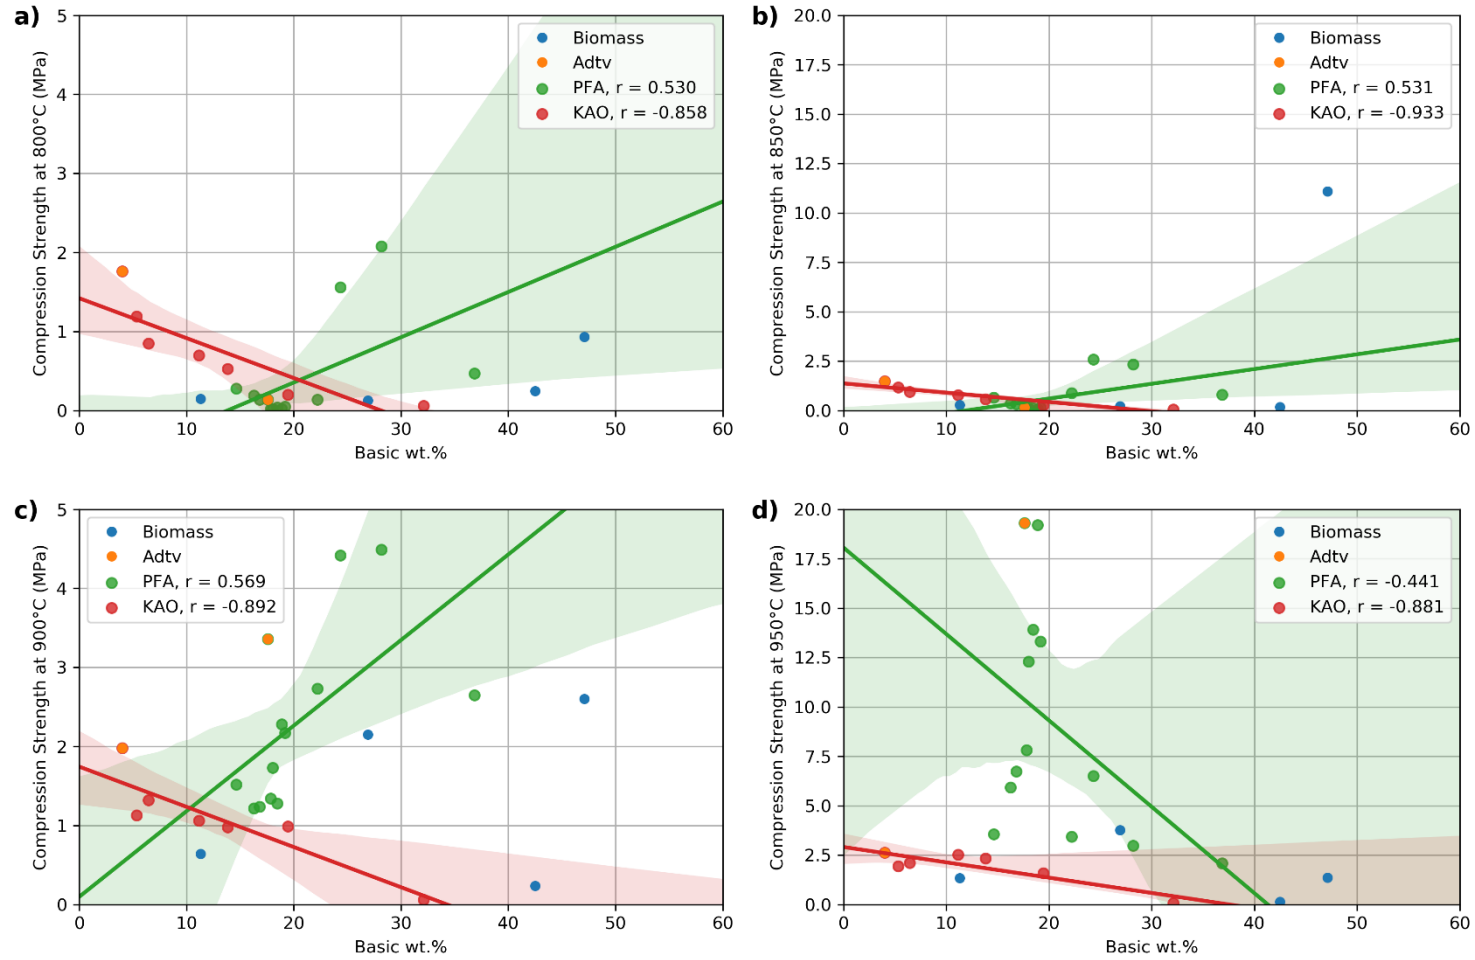 a)
Compression Strength at 800°C (MPa)
5
4
3
2
1
0
Biomass
Adtv
PFA, r = 0.530
KAO, r = -0.858
0 10 20 30 40 50 60
Basic wt.%
b)
Compression Strength at 850°C (MPa)
20.0
17.5
15.0
12.5
10.0
7.5
5.0
2.5
0.0
Biomass
Adtv
PFA, r = 0.531
KAO, r = -0.933
0 10 20 30 40 50 60
Basic wt.%
c)
Compression Strength at 900°C (MPa)
5
4
3
2
1
0
Biomass
Adtv
PFA, r = 0.569
KAO, r = -0.892
0 10 20 30 40 50 60
Basic wt.%
d)
Compression Strength at 950°C (MPa)
20.0
17.5
15.0
12.5
10.0
7.5
5.0
2.5
0.0
Biomass
Adtv
PFA, r = -0.441
KAO, r = -0.881
0 10 20 30 40 50 60
Basic wt.%